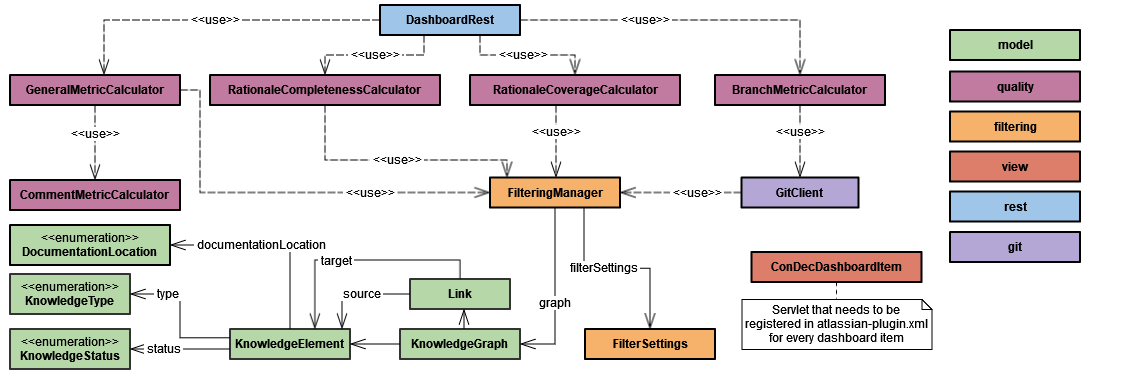 DashboardRest
<<use>>
<<use>>
<<use>>
<<use>>
model
GeneralMetricCalculator
RationaleCompletenessCalculator
RationaleCoverageCalculator
BranchMetricCalculator
quality
<<use>>
<<use>>
<<use>>
<<use>>
filtering
view
CommentMetricCalculator
<<use>>
FilteringManager
<<use>>
GitClient
rest
<<enumeration>>
DocumentationLocation
documentationLocation
git
target
filterSettings
ConDecDashboardItem
<<enumeration>>
KnowledgeType
type
source
Link
graph
Servlet that needs to be
registered in atlassian-plugin.xml
for every dashboard item
<<enumeration>>
KnowledgeStatus
status
KnowledgeElement
KnowledgeGraph
FilterSettings